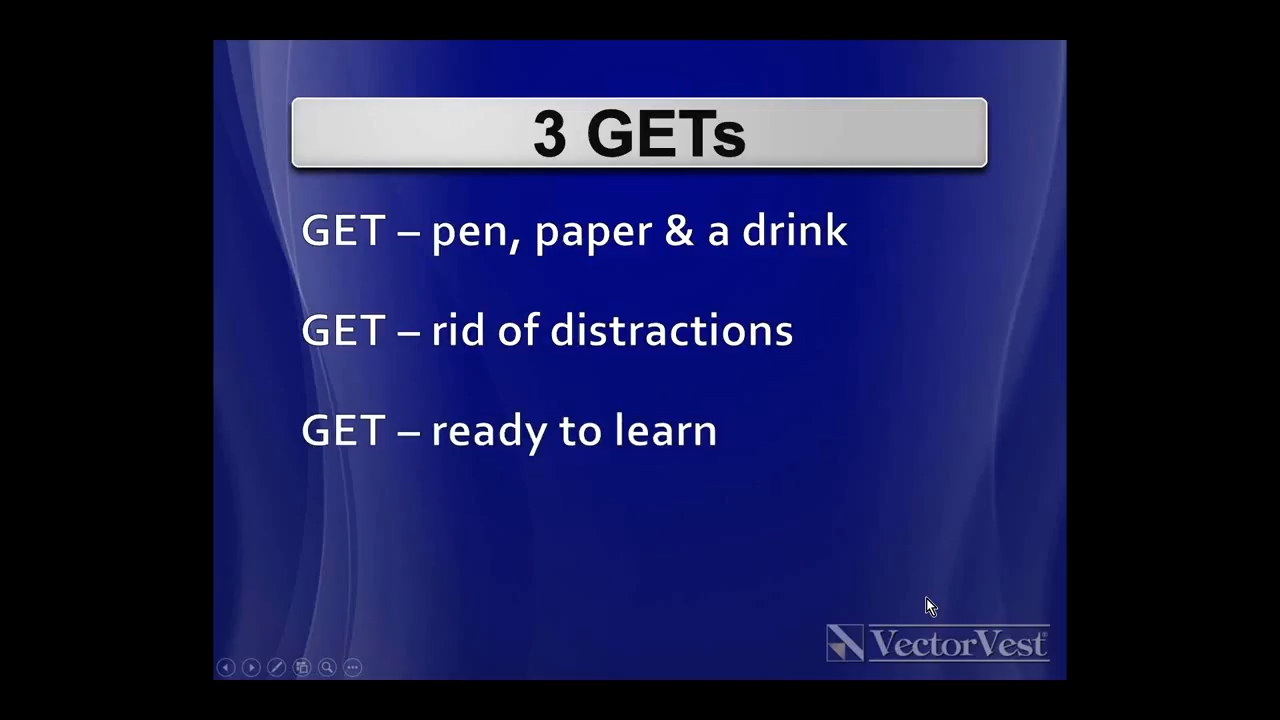 3 GETs
GET – pen, paper & a drink
GET – rid of distractions
GET – ready to learn
VectorVest®